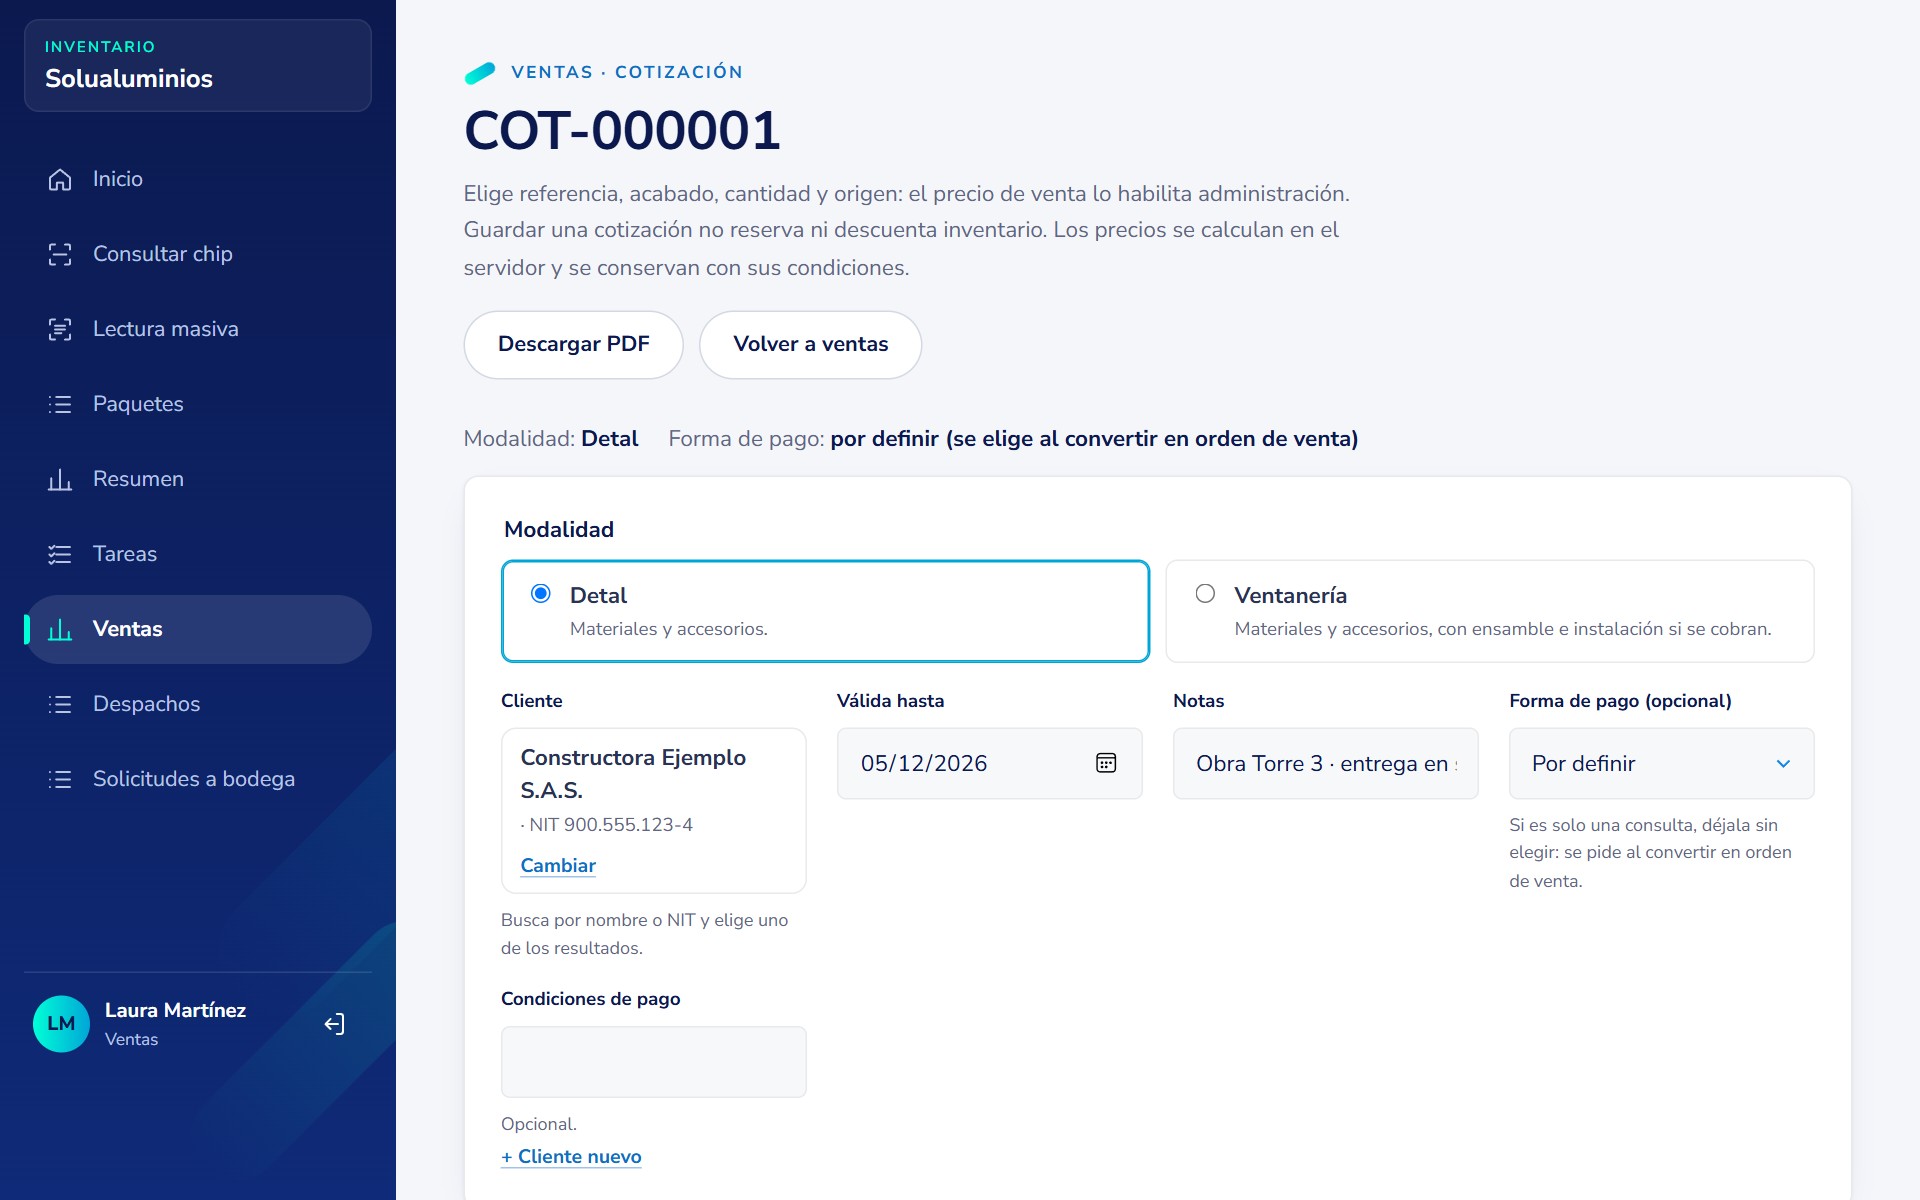 INVENTARIO
Solualuminios
Inicio
Consultar chip
Lectura masiva
Paquetes
Resumen
Tareas
Ventas
Despachos
Solicitudes a bodega
LM
Laura Martínez
Ventas
VENTAS · COTIZACIÓN
COT-000001
Elige referencia, acabado, cantidad y origen: el precio de venta lo habilita administración.
Guardar una cotización no reserva ni descuenta inventario. Los precios se calculan en el
servidor y se conservan con sus condiciones.
Descargar PDF
Volver a ventas
Modalidad: Detal Forma de pago: por definir (se elige al convertir en orden de venta)
Modalidad
Detal
Materiales y accesorios.
Ventanería
Materiales y accesorios, con ensamble e instalación si se cobran.
Cliente
Constructora Ejemplo
S.A.S.
· NIT 900.555.123-4
Cambiar
Busca por nombre o NIT y elige uno
de los resultados.
Válida hasta
05/12/2026
Notas
Obra Torre 3 · entrega en
Forma de pago (opcional)
Por definir
Si es solo una consulta, déjala sin
elegir: se pide al convertir en orden
de venta.
Condiciones de pago
Opcional.
+ Cliente nuevo